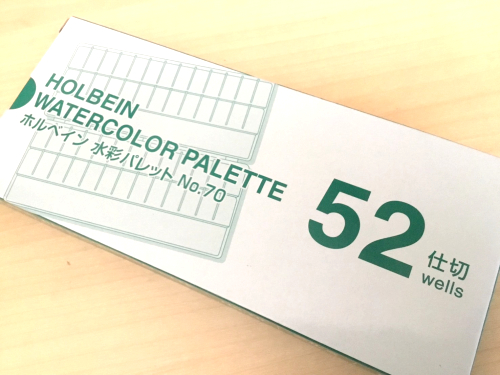 HOLBEIN
WATERCOLOR PALETTE
ホルベイン 水彩パレット No.70
52
仕切
wells